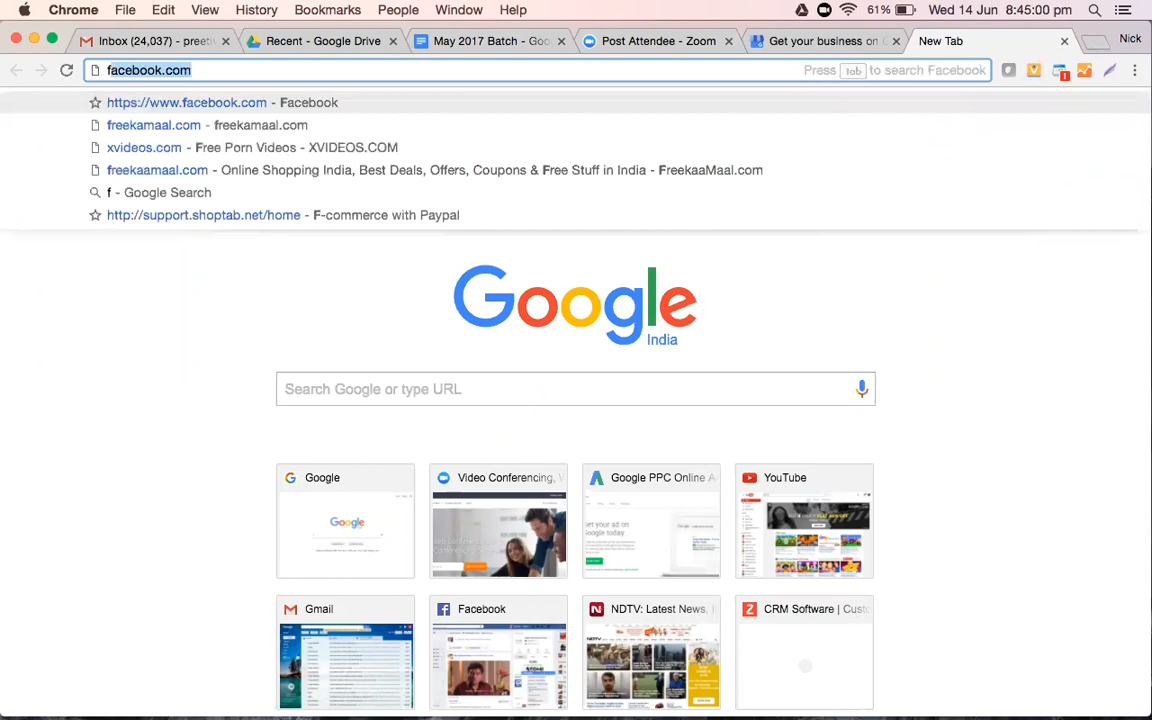 Chrome File Edit View History Bookmarks People Window Help 61% Wed 14 Jun 8:45:00 pm
Inbox (24,037) - preeti Recent - Google Drive May 2017 Batch - Goo Post Attendee - Zoom Get your business on New Tab Nick
facebook.com Press Tab to search Facebook
https://www.facebook.com - Facebook
freekamaal.com - freekamaal.com
xvideos.com - Free Porn Videos - XVIDEOS.COM
freekaamaal.com - Online Shopping India, Best Deals, Offers, Coupons & Free Stuff in India - FreekaaMaal.com
f - Google Search
http://support.shoptab.net/home - F-commerce with Paypal
Google
India
Search Google or type URL
Google Video Conferencing, Google PPC Online YouTube
Gmail Facebook NDTV: Latest News, CRM Software | Cust